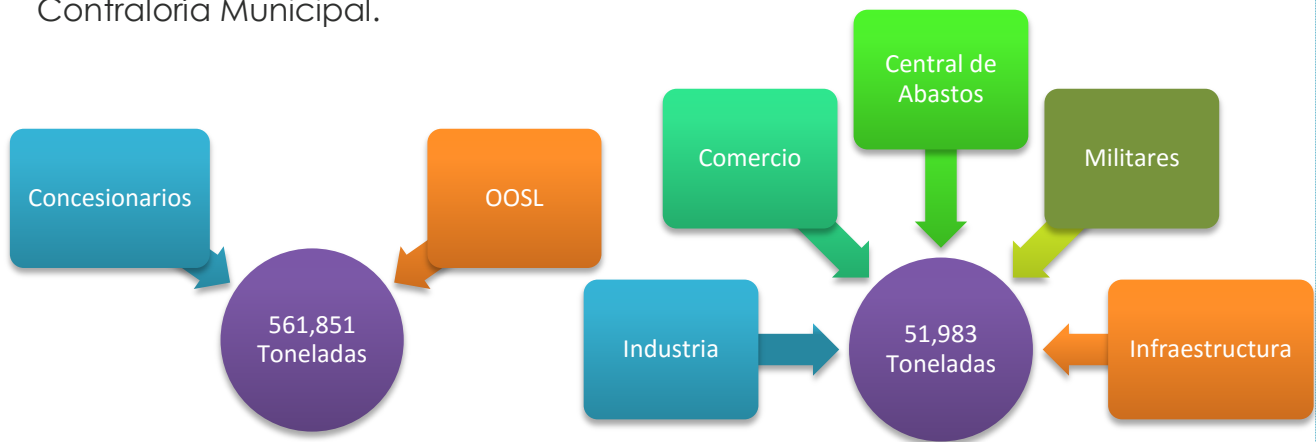 Contraloría Municipal.
Concesionarios
OOSL
561,851
Toneladas
Central de
Abastos
Comercio
Militares
Industria
51,983
Toneladas
Infraestructura